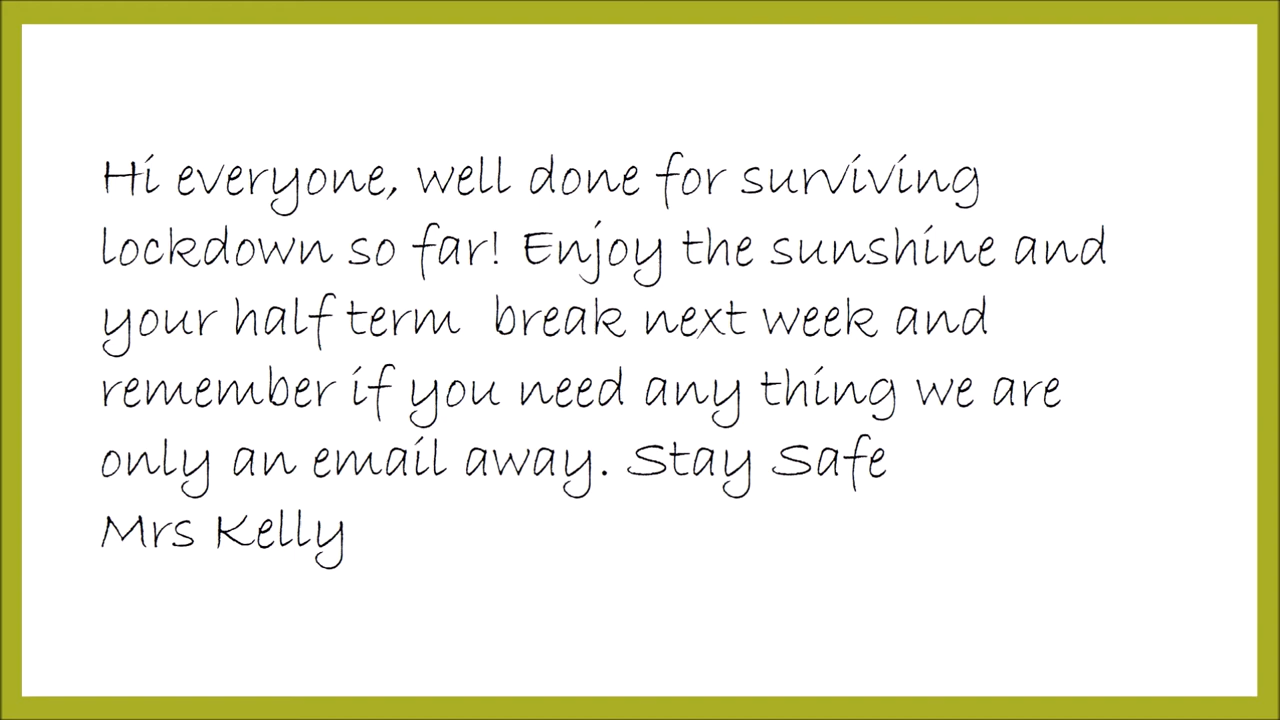 Hi everyone, well done for surviving
lockdown so far! Enjoy the sunshine and
your half term  break next week and
remember if you need any thing we are
only an email away. Stay Safe
Mrs Kelly